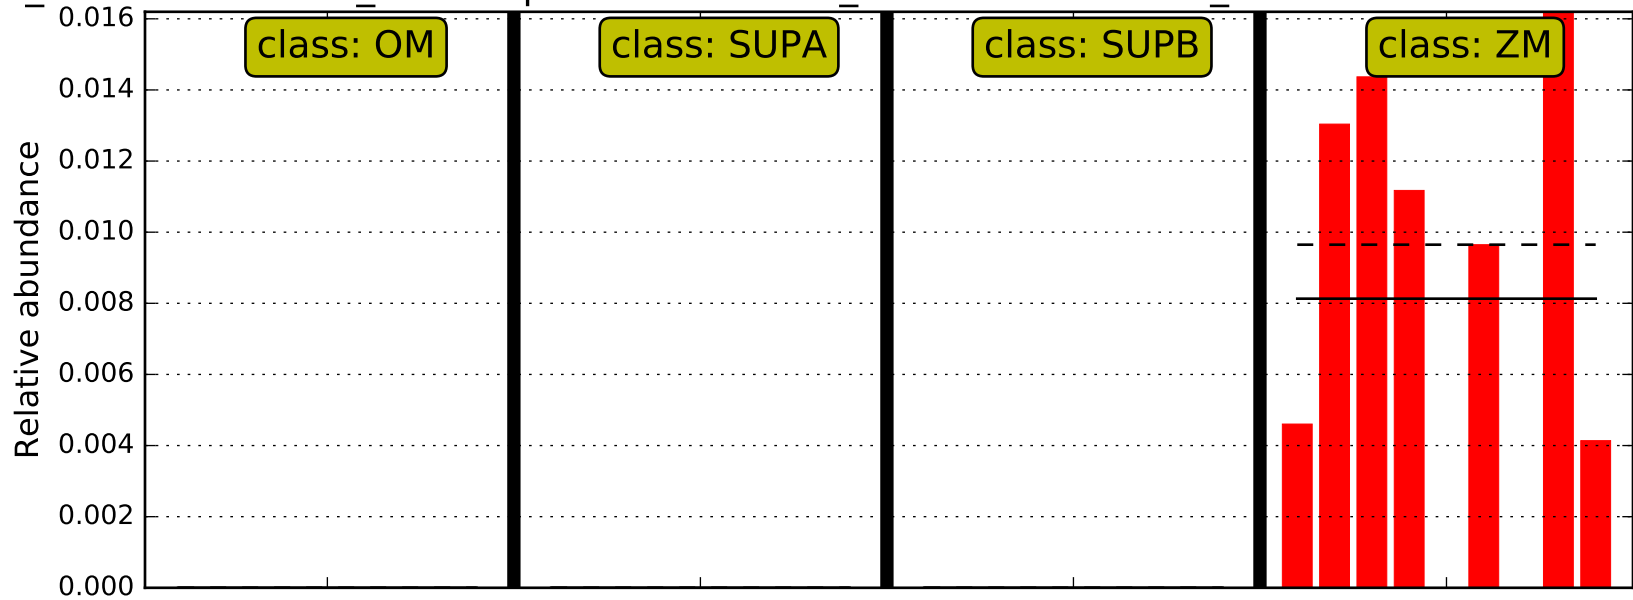 class: OM
class: SUPA
class: SUPB
class: ZM
Relative abundance
0.016
0.014
0.012
0.010
0.008
0.006
0.004
0.002
0.000